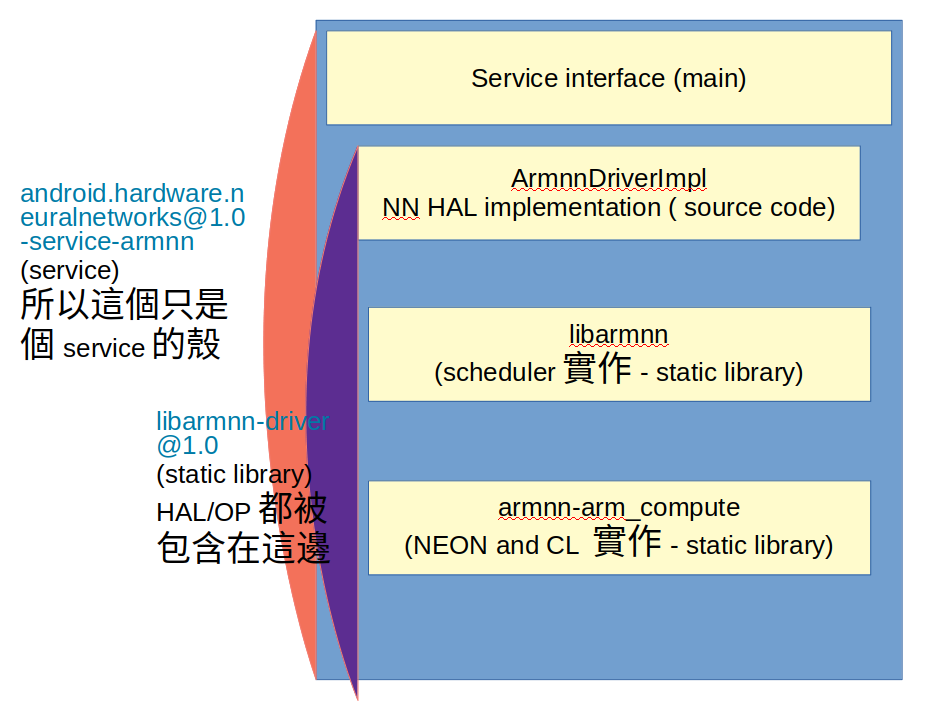 Service interface (main)
ArmnnDriverImpl
NN HAL implementation ( source code)
android.hardware.n
euralnetworks@1.0
-service-armnn
(service)
所以這個只是
個 service 的殼
libarmnn
(scheduler 實作 - static library)
libarmnn-driver
@1.0
(static library)
HAL/OP 都被
包含在這邊
armnn-arm_compute
(NEON and CL 實作 - static library)